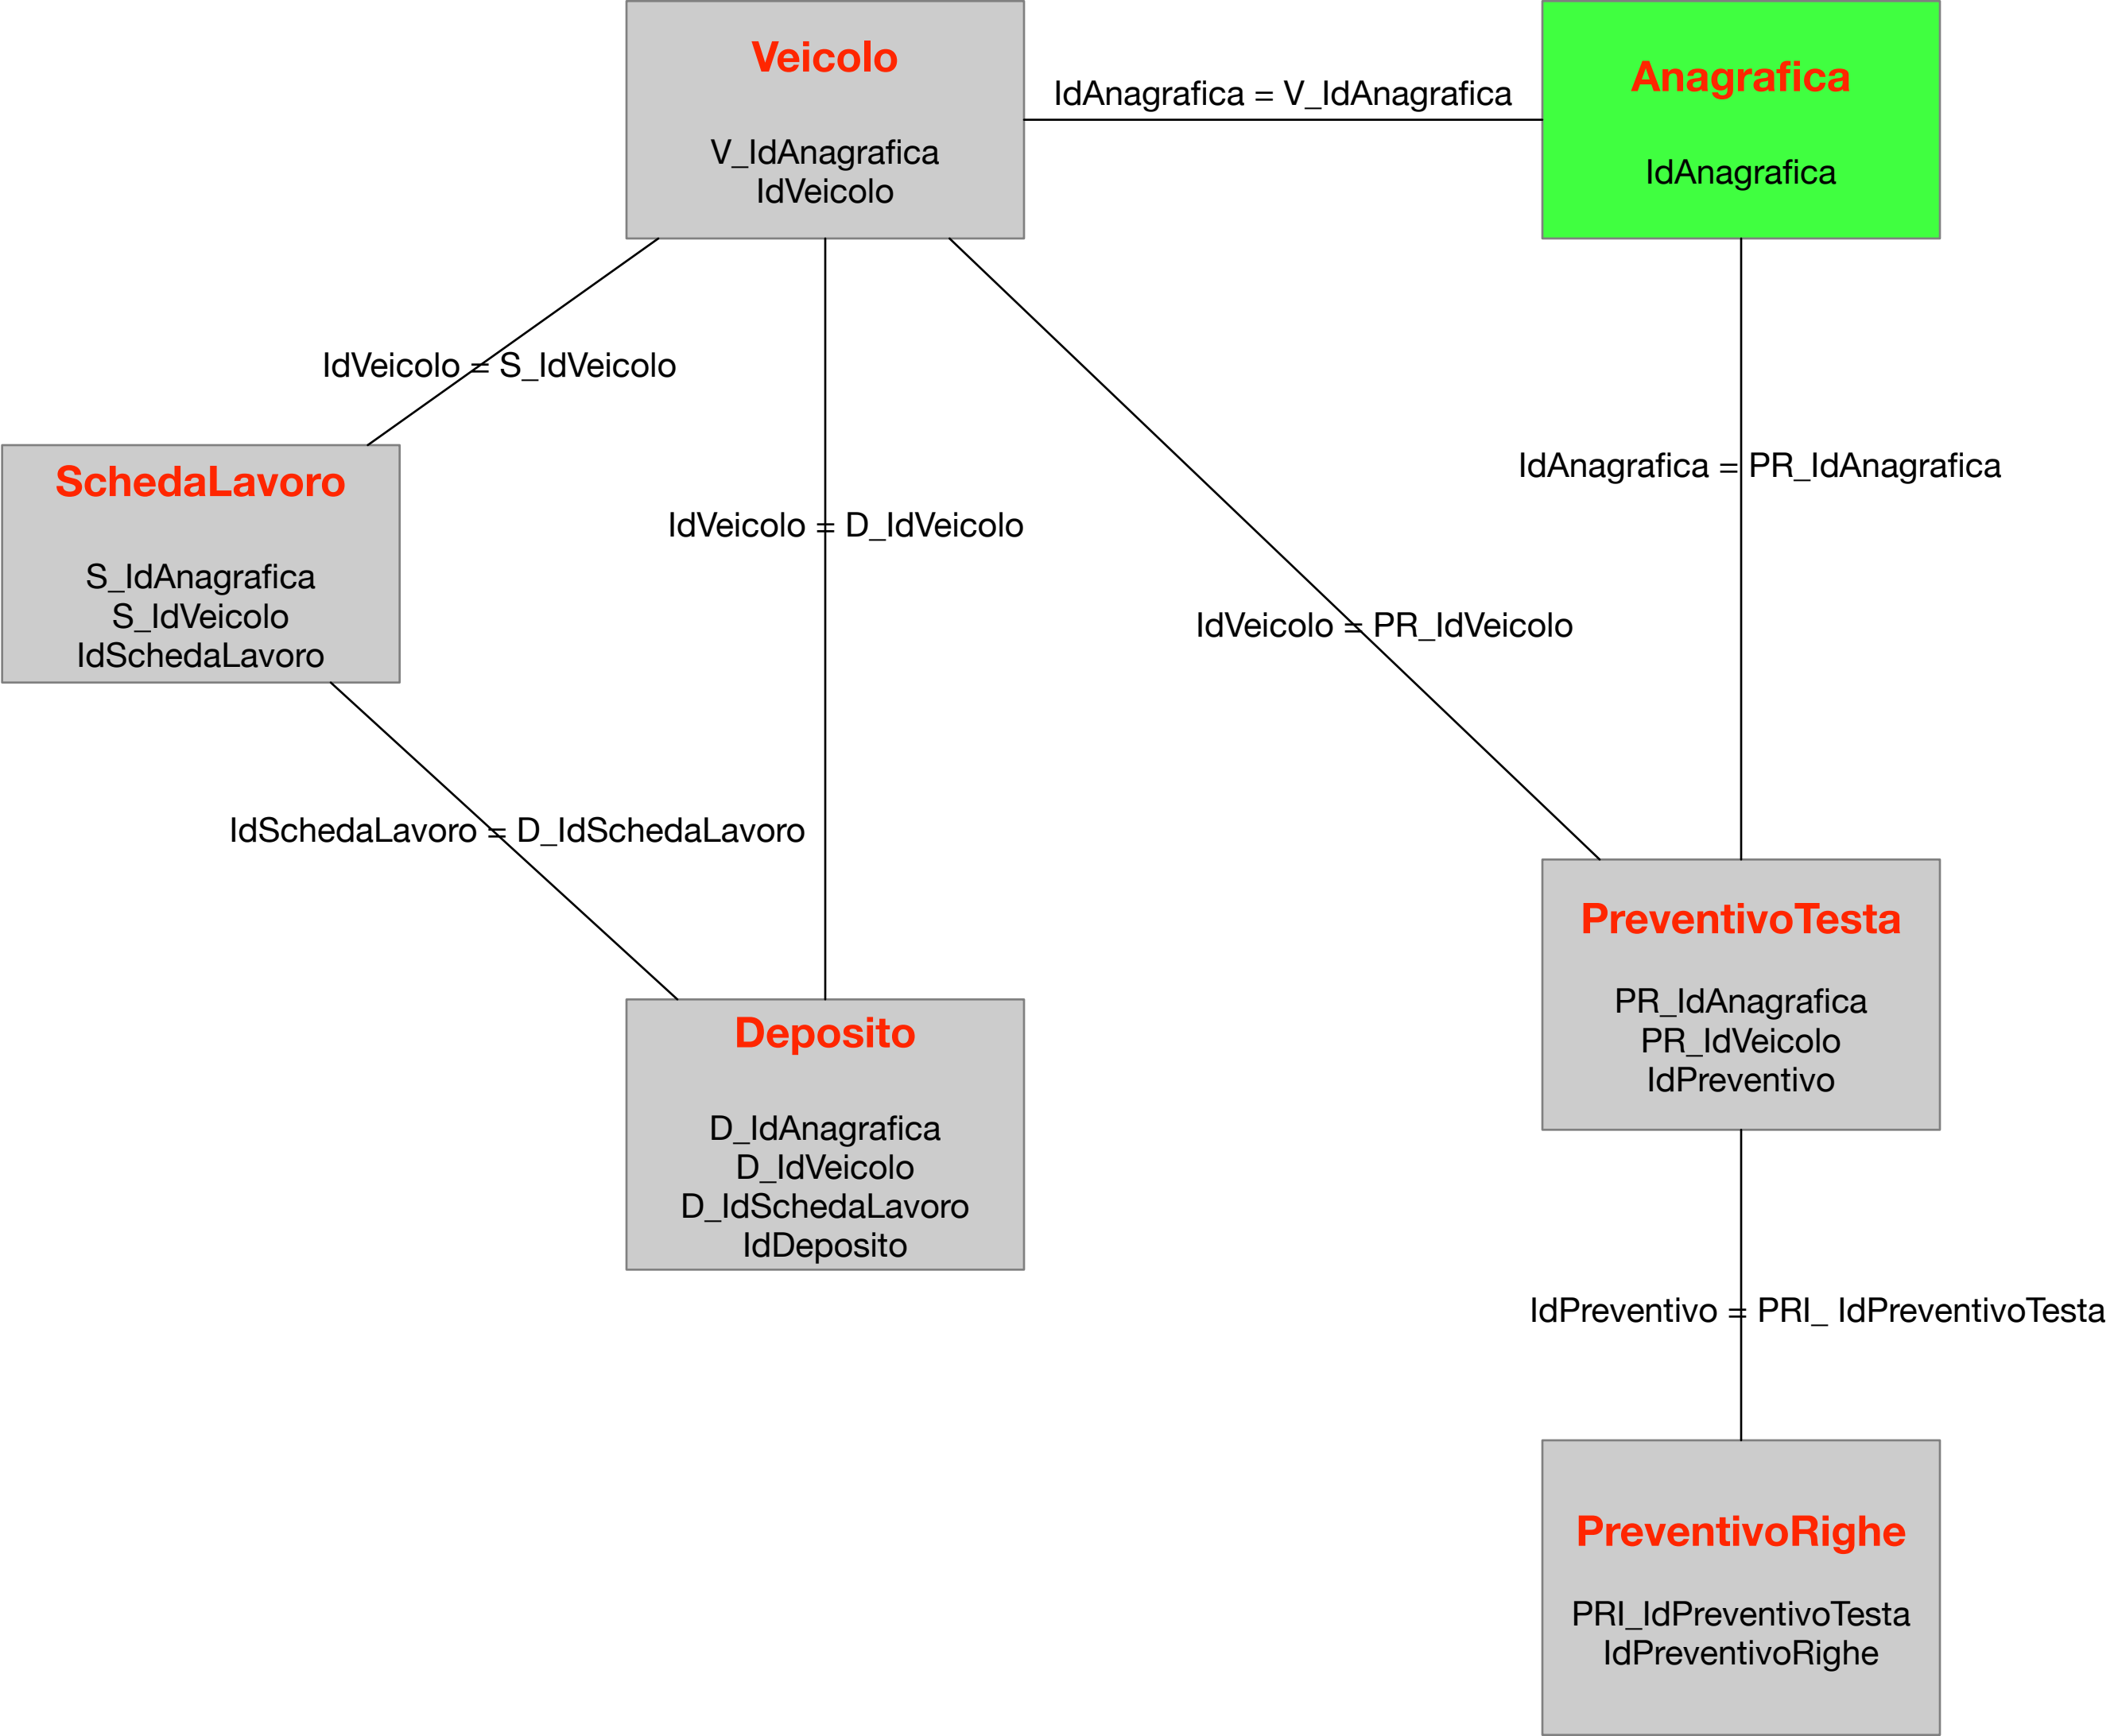 Veicolo
V_IdAnagrafica
IdVeicolo
IdAnagrafica = V_IdAnagrafica
Anagrafica
IdAnagrafica
IdVeicolo = S_IdVeicolo
SchedaLavoro
S_IdAnagrafica
S_IdVeicolo
IdSchedaLavoro
IdVeicolo = D_IdVeicolo
IdVeicolo = PR_IdVeicolo
IdAnagrafica = PR_IdAnagrafica
IdSchedaLavoro = D_IdSchedaLavoro
Deposito
D_IdAnagrafica
D_IdVeicolo
D_IdSchedaLavoro
IdDeposito
PreventivoTesta
PR_IdAnagrafica
PR_IdVeicolo
IdPreventivo
IdPreventivo = PRI_ IdPreventivoTesta
PreventivoRighe
PRI_IdPreventivoTesta
IdPreventivoRighe